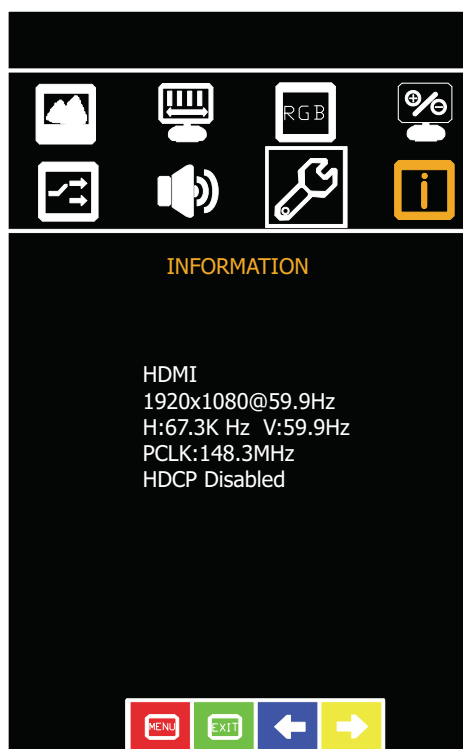 RGB
i
INFORMATION
HDMI
1920x1080@59.9Hz
H:67.3K Hz  V:59.9Hz
PCLK:148.3MHz
HDCP Disabled
MENU EXIT